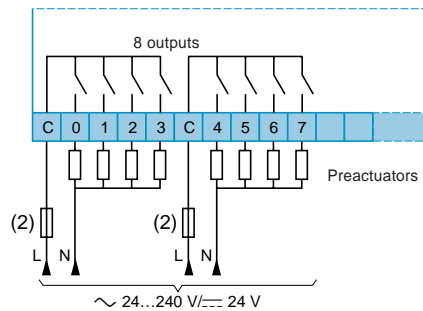 8 outputs
C 0 1 2 3 C 4 5 6 7
Preactuators
(2) (2)
L N L N
∼ 24...240 V/⎓ 24 V